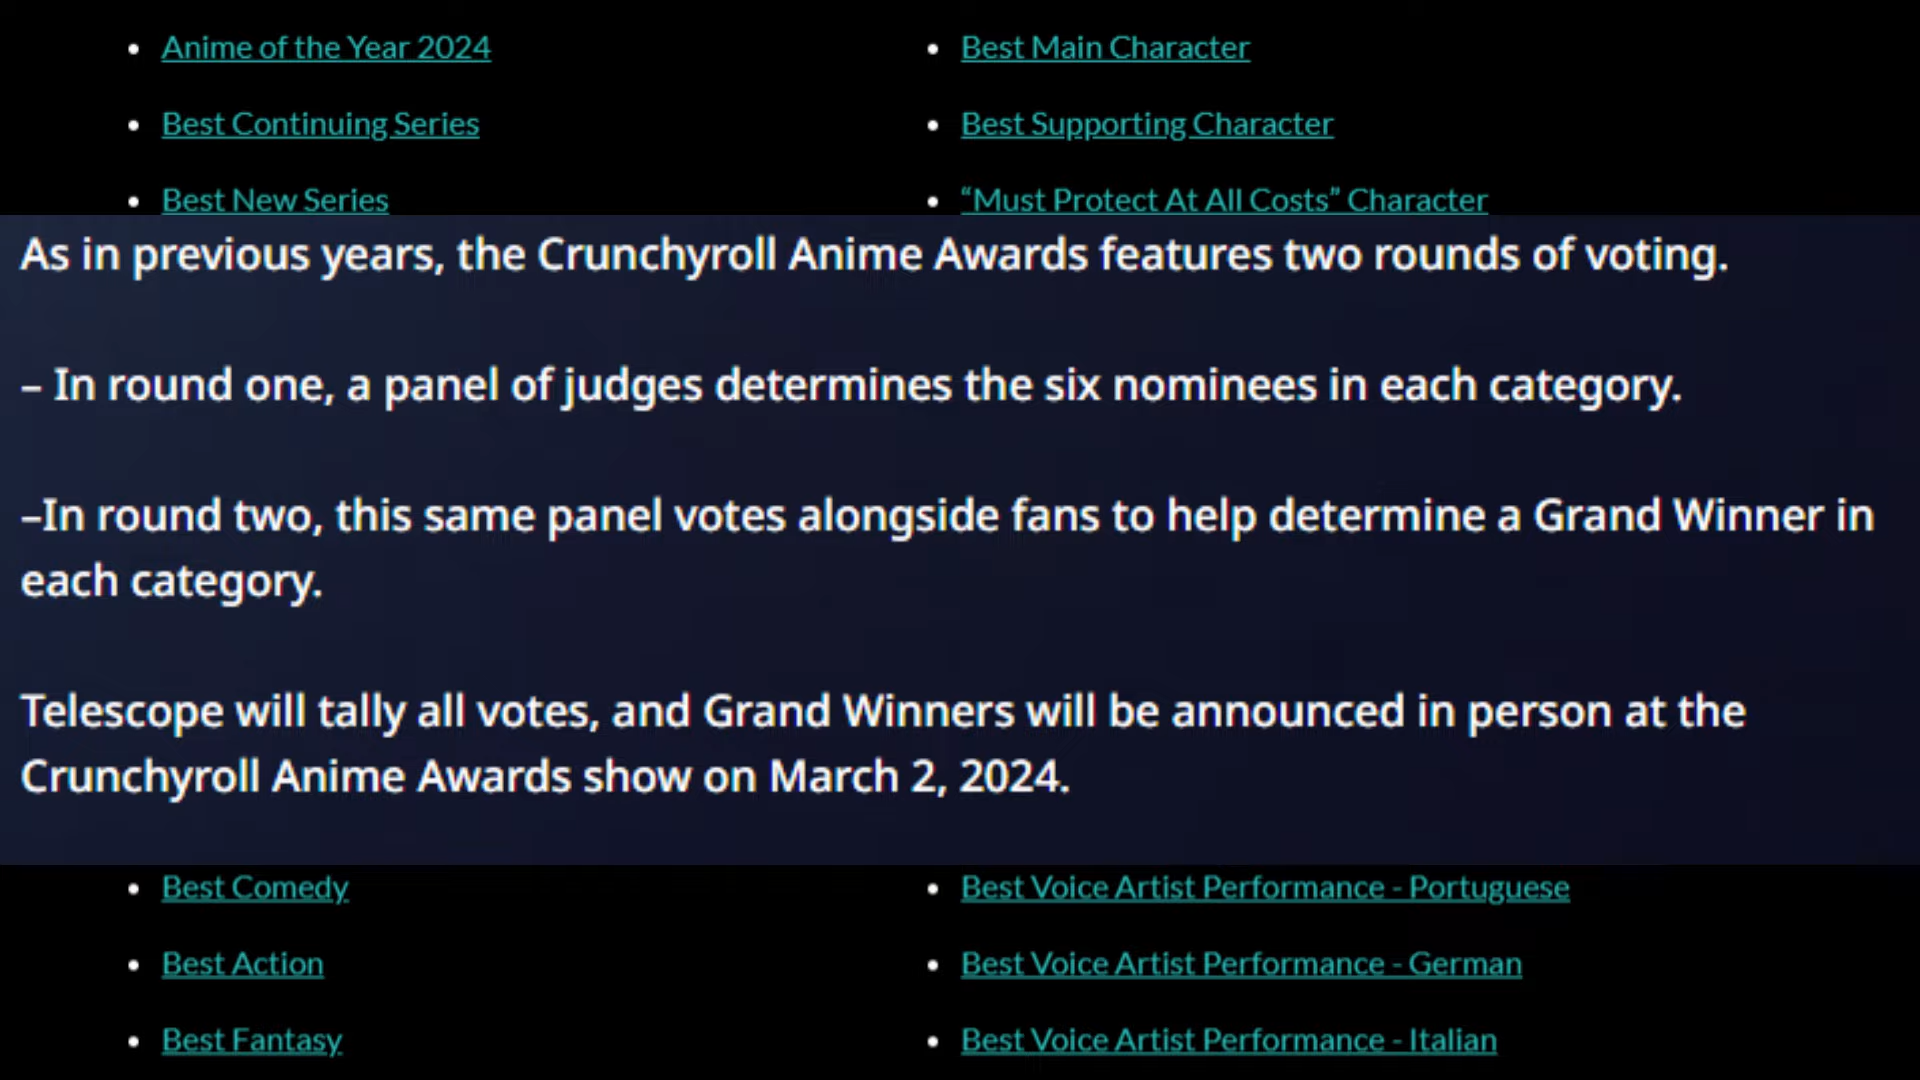 Anime of the Year 2024
Best Main Character
Best Continuing Series
Best Supporting Character
Best New Series
“Must Protect At All Costs” Character
As in previous years, the Crunchyroll Anime Awards features two rounds of voting.
– In round one, a panel of judges determines the six nominees in each category.
–In round two, this same panel votes alongside fans to help determine a Grand Winner in
each category.
Telescope will tally all votes, and Grand Winners will be announced in person at the
Crunchyroll Anime Awards show on March 2, 2024.
Best Comedy
Best Voice Artist Performance - Portuguese
Best Action
Best Voice Artist Performance - German
Best Fantasy
Best Voice Artist Performance - Italian